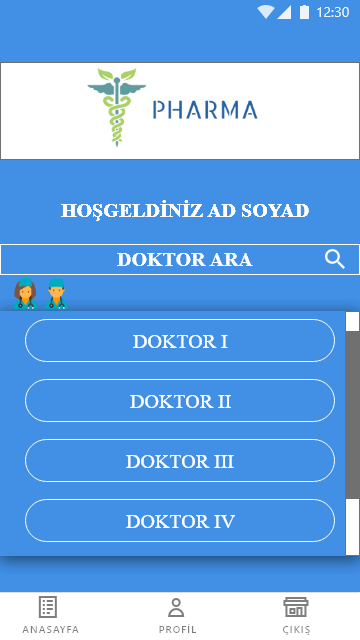 12:30
PHARMA
HOŞGELDİNİZ AD SOYAD
DOKTOR ARA
DOKTOR I
DOKTOR II
DOKTOR III
DOKTOR IV
ANASAYFA PROFİL ÇIKIŞ